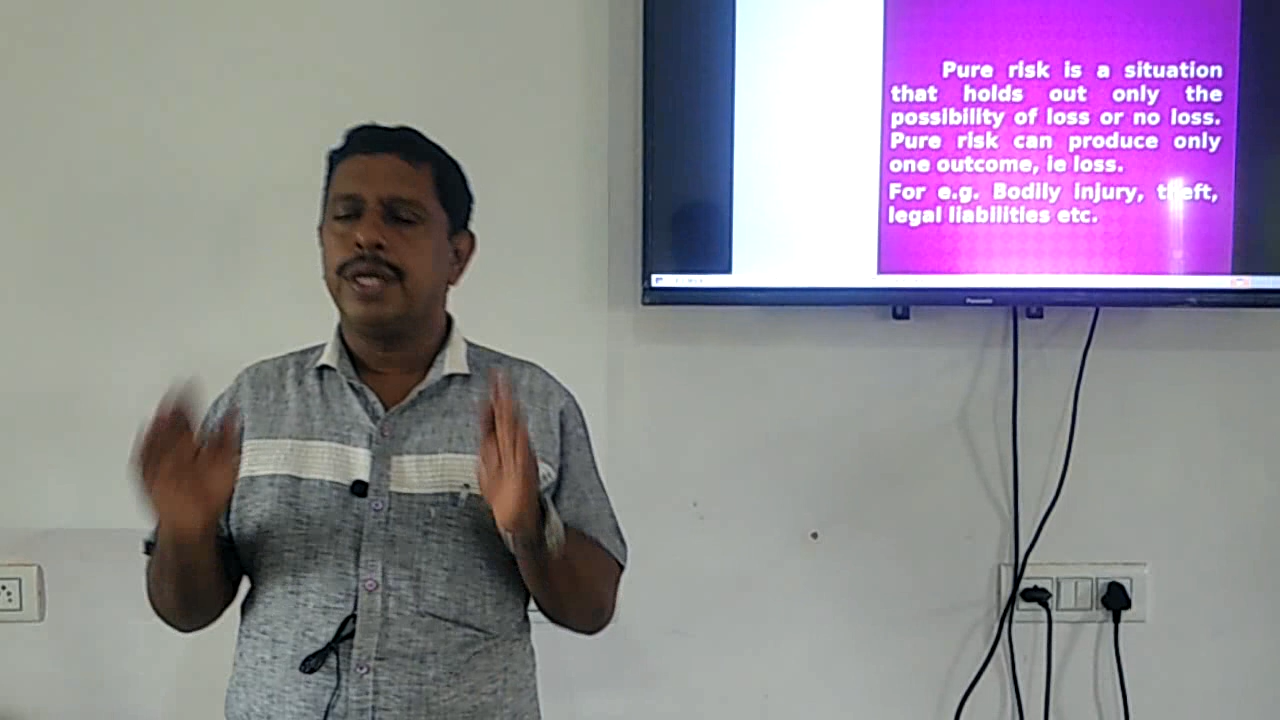 Pure risk is a situation
that holds out only the
possibility of loss or no loss.
Pure risk can produce only
one outcome, ie loss.
For e.g. Bodily injury, theft,
legal liabilities etc.
Panasonic